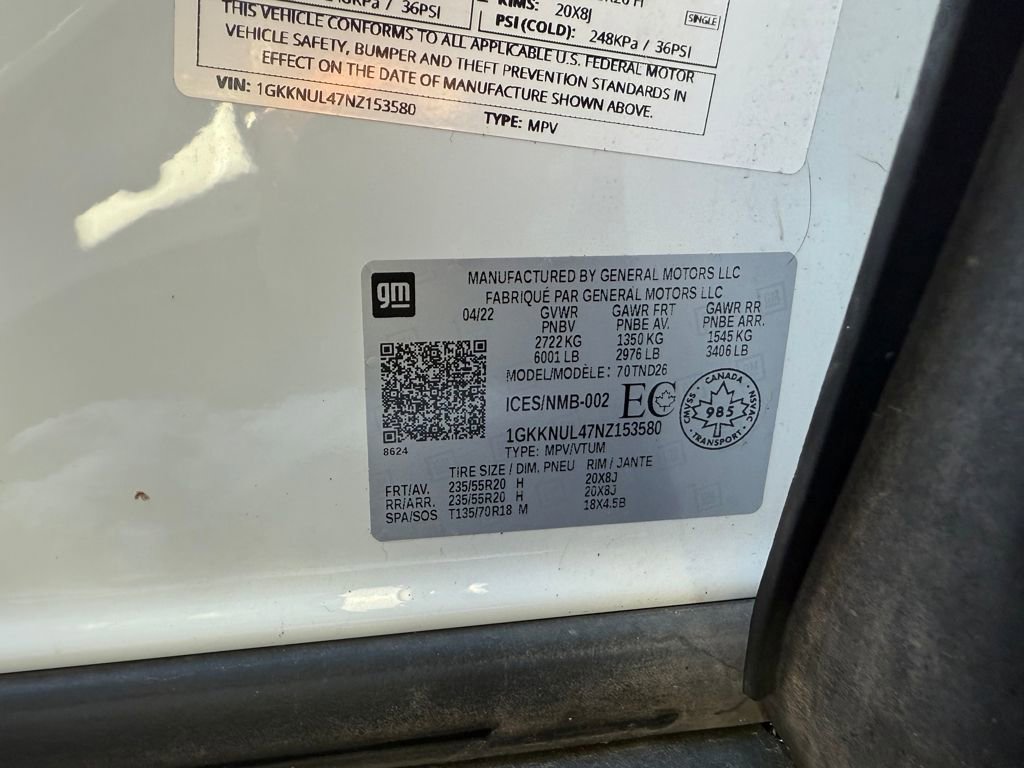 248KPa / 36PSI
RIMS: 20X8J
PSI(COLD): 248KPa / 36PSI
SINGLE
THIS VEHICLE CONFORMS TO ALL APPLICABLE U.S. FEDERAL MOTOR
VEHICLE SAFETY, BUMPER AND THEFT PREVENTION STANDARDS IN
EFFECT ON THE DATE OF MANUFACTURE SHOWN ABOVE.
VIN: 1GKKNUL47NZ153580
TYPE: MPV
gm
MANUFACTURED BY GENERAL MOTORS LLC
FABRIQUÉ PAR GENERAL MOTORS LLC
04/22 GVWR GAWR FRT GAWR RR
PNBV PNBE AV. PNBE ARR.
2722 KG 1350 KG 1545 KG
6001 LB 2976 LB 3406 LB
MODEL/MODÈLE: 70TND26
ICES/NMB-002 EC
CANADA
CMVSS NSVAC
985
TRANSPORT
1GKKNUL47NZ153580
8624
TYPE: MPV/VTUM
TIRE SIZE / DIM. PNEU RIM / JANTE
FRT/AV. 235/55R20 H 20X8J
RR/ARR. 235/55R20 H 20X8J
SPA/SOS T135/70R18 M 18X4.5B